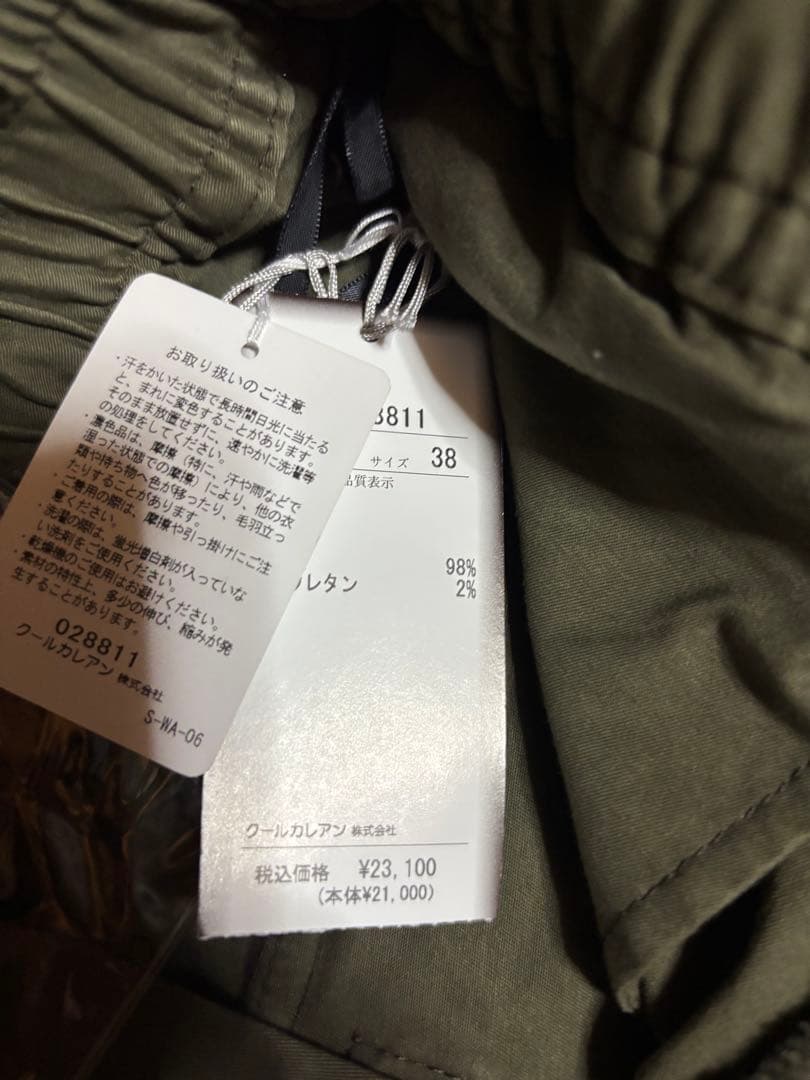 お取り扱いのご注意
・汗をかいた状態で長時間日光に当たる
と、まれに変色することがあります。
そのまま放置せずに、速やかに洗濯等
の処理をしてください。
・濃色品は、摩擦（特に、汗や雨などで
湿った状態での摩擦）により、他の衣
類や持ち物へ色が移ったり、毛羽立っ
たりすることがあります。
・ご着用の際は、摩擦や引っ掛けにご注
意ください。
・洗濯の際は、蛍光増白剤が入っていな
い洗剤をご使用ください。
・乾燥機のご使用はお避けください。
・素材の特性上、多少の伸び、縮みが発
生することがあります。
028811
クールカレアン 株式会社
S-WA-06
8811
サイズ 38
品質表示
98%
レタン 2%
クールカレアン 株式会社
税込価格 ¥23,100
(本体¥21,000)